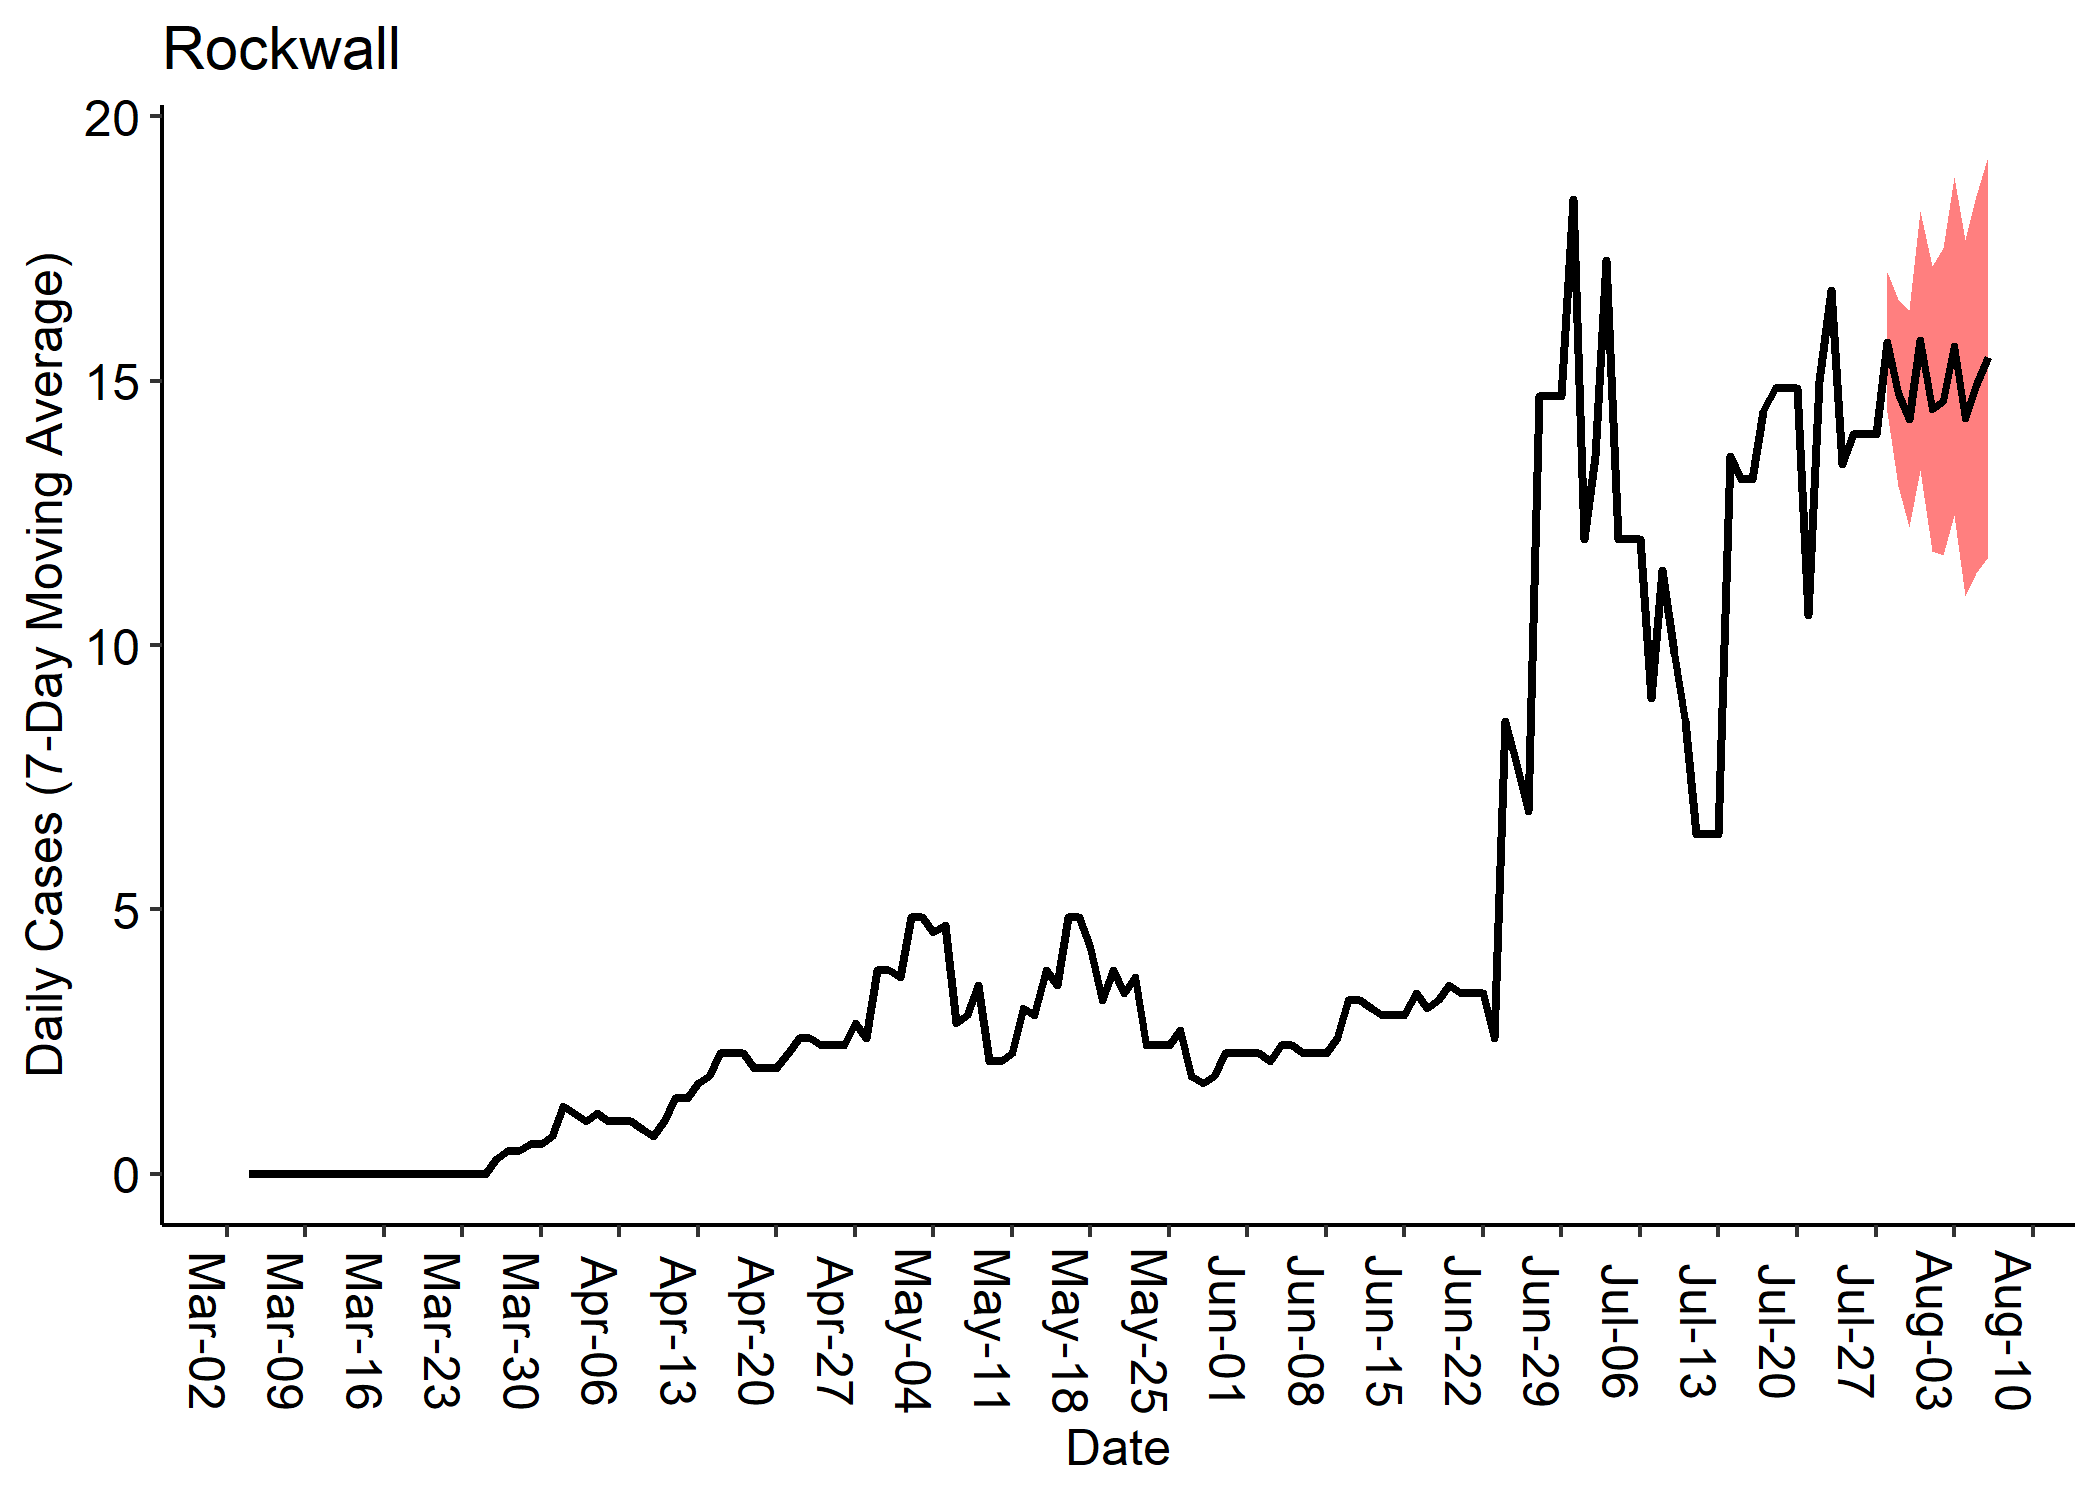 Rockwall
Daily Cases (7-Day Moving Average)
20
15
10
5
0
Mar-02
Mar-09
Mar-16
Mar-23
Mar-30
Apr-06
Apr-13
Apr-20
Apr-27
May-04
May-11
May-18
May-25
Jun-01
Jun-08
Jun-15
Jun-22
Jun-29
Jul-06
Jul-13
Jul-20
Jul-27
Aug-03
Aug-10
Date